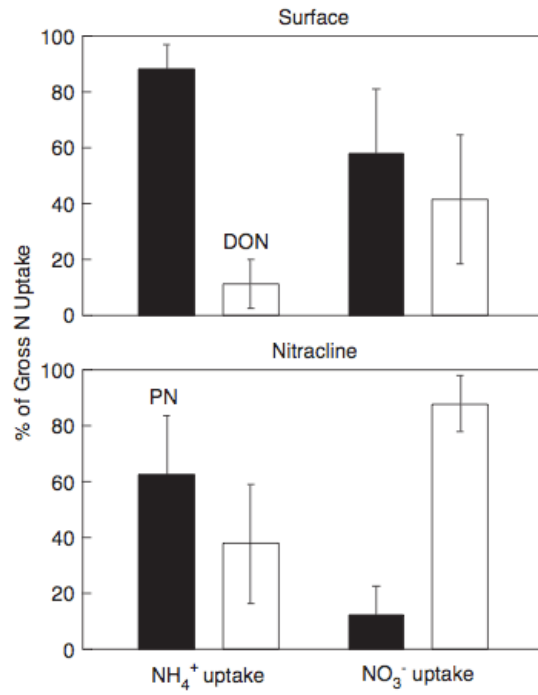 Surface
100
80
60
40
20
0
DON
% of Gross N Uptake
Nitracline
100
80
60
40
20
0
PN
NH₄⁺ uptake NO₃⁻ uptake